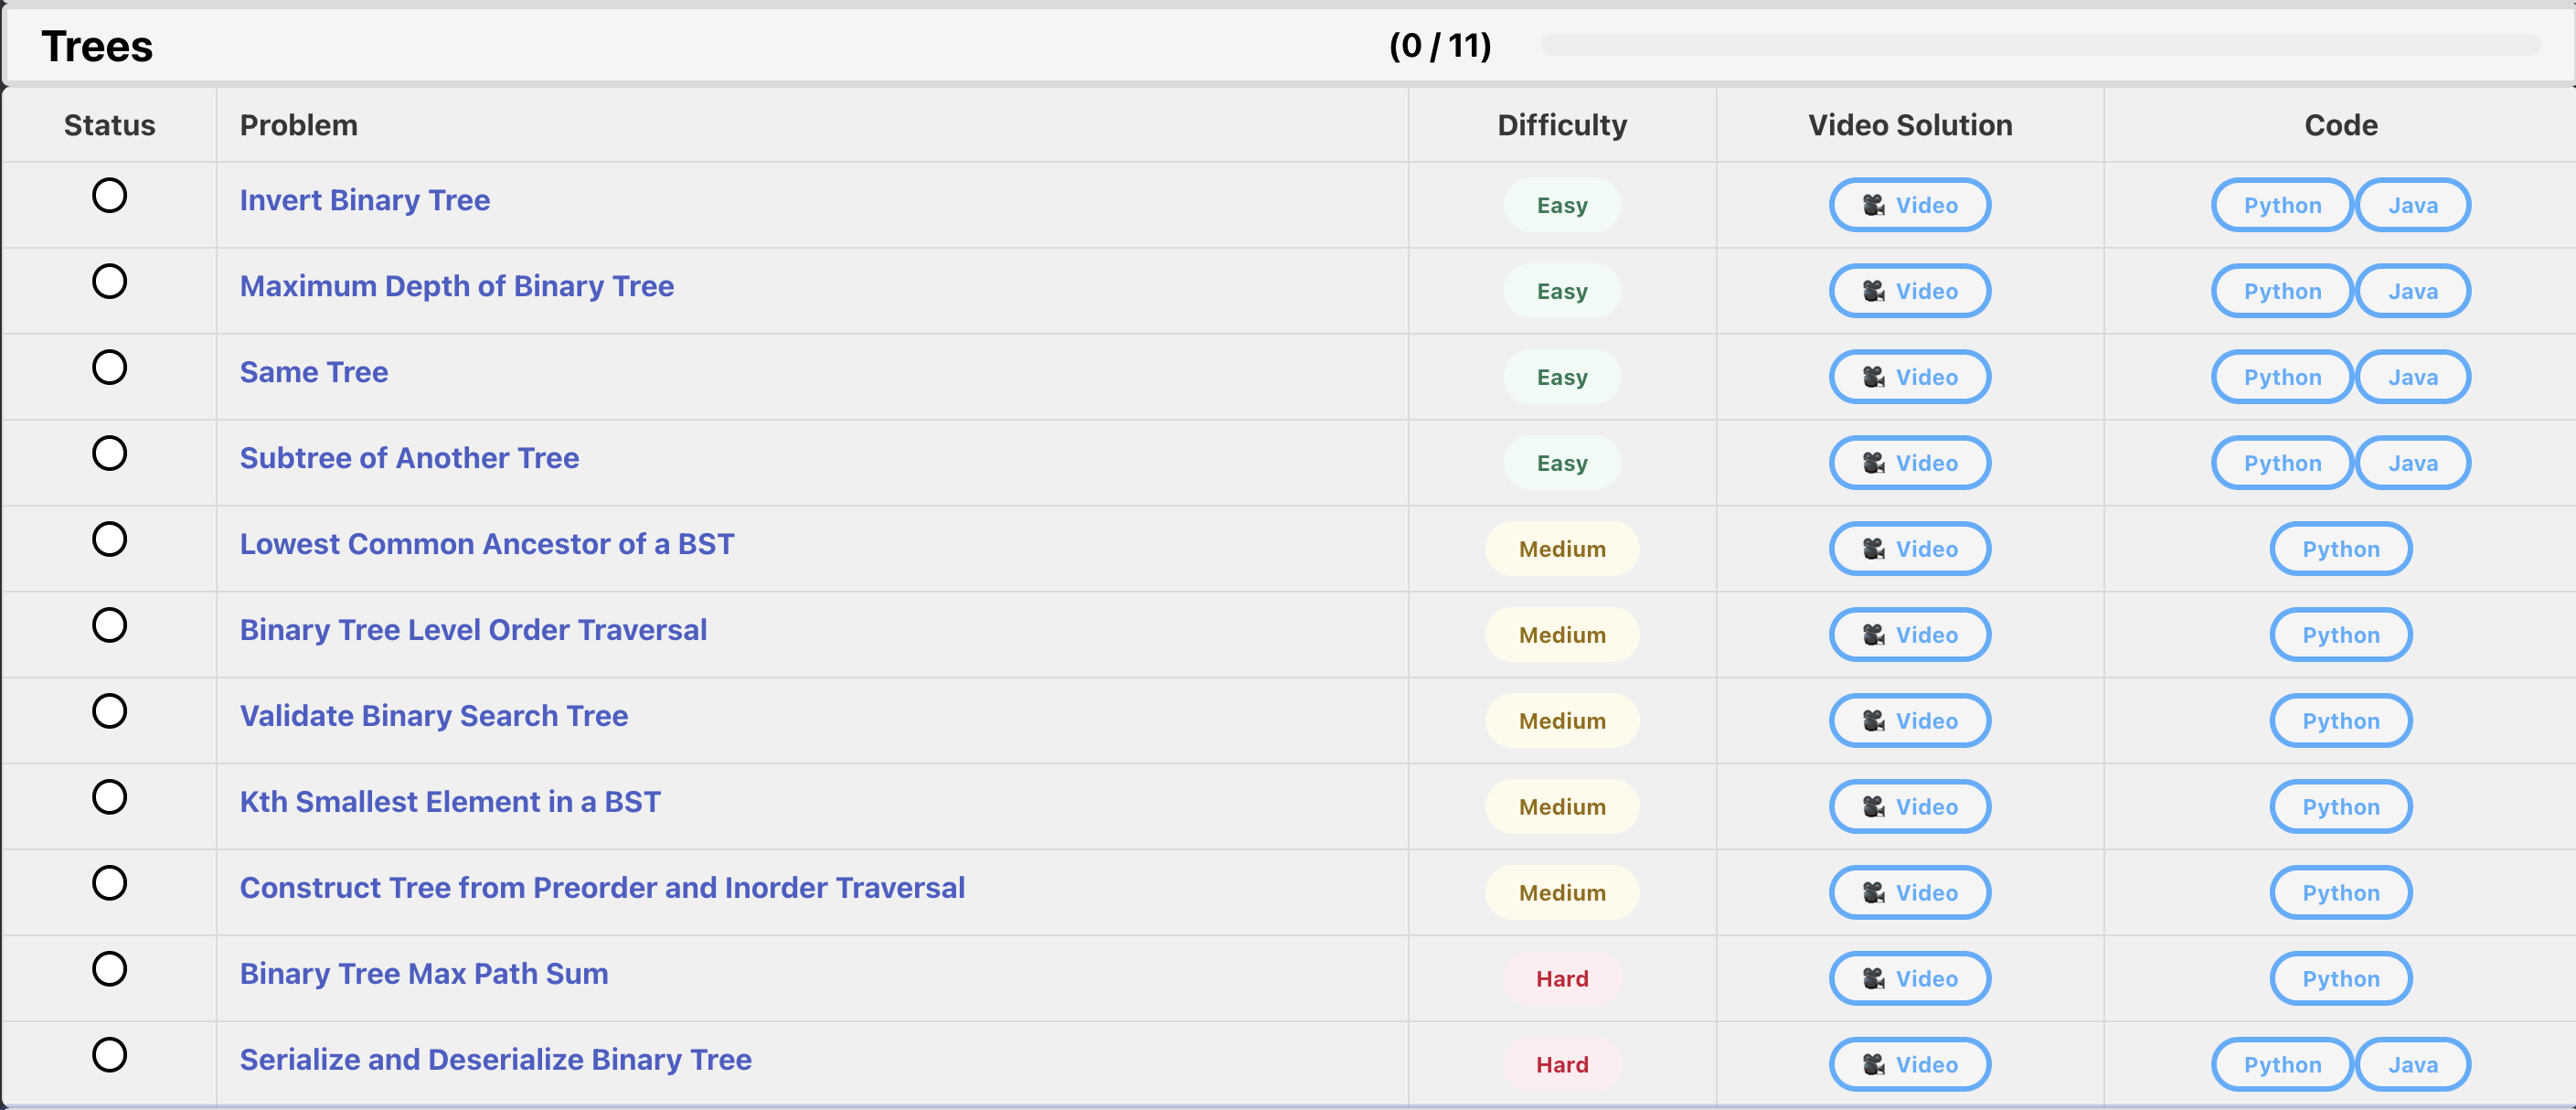 Trees (0 / 11)
Status Problem Difficulty Video Solution Code
Invert Binary Tree Easy Video Python Java
Maximum Depth of Binary Tree Easy Video Python Java
Same Tree Easy Video Python Java
Subtree of Another Tree Easy Video Python Java
Lowest Common Ancestor of a BST Medium Video Python
Binary Tree Level Order Traversal Medium Video Python
Validate Binary Search Tree Medium Video Python
Kth Smallest Element in a BST Medium Video Python
Construct Tree from Preorder and Inorder Traversal Medium Video Python
Binary Tree Max Path Sum Hard Video Python
Serialize and Deserialize Binary Tree Hard Video Python Java